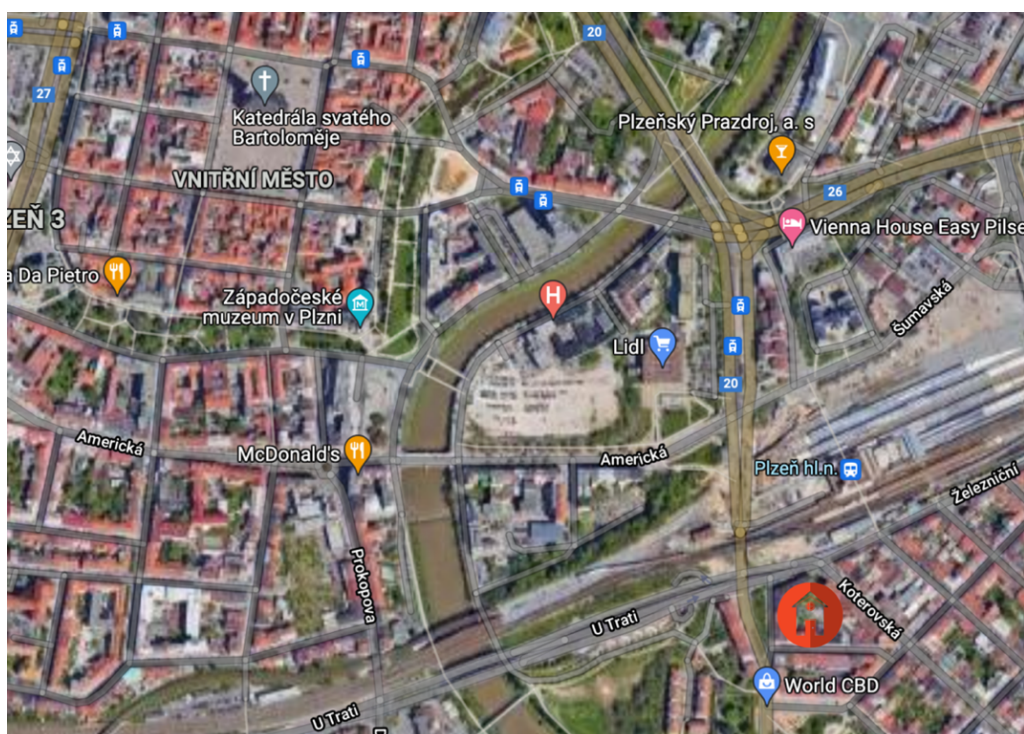 20
27
Katedrála svatého
Bartoloměje
Plzeňský Prazdroj, a. s
VNITŘNÍ MĚSTO
26
ZEŇ 3
Vienna House Easy Pilse
a Da Pietro
H
Západočeské
muzeum v Plzni
Šumavská
Lidl
20
Americká
McDonald's
Americká
Plzeň hl.n.
Železniční
Prokopova
Koterovská
U Trati
World CBD
U Trati